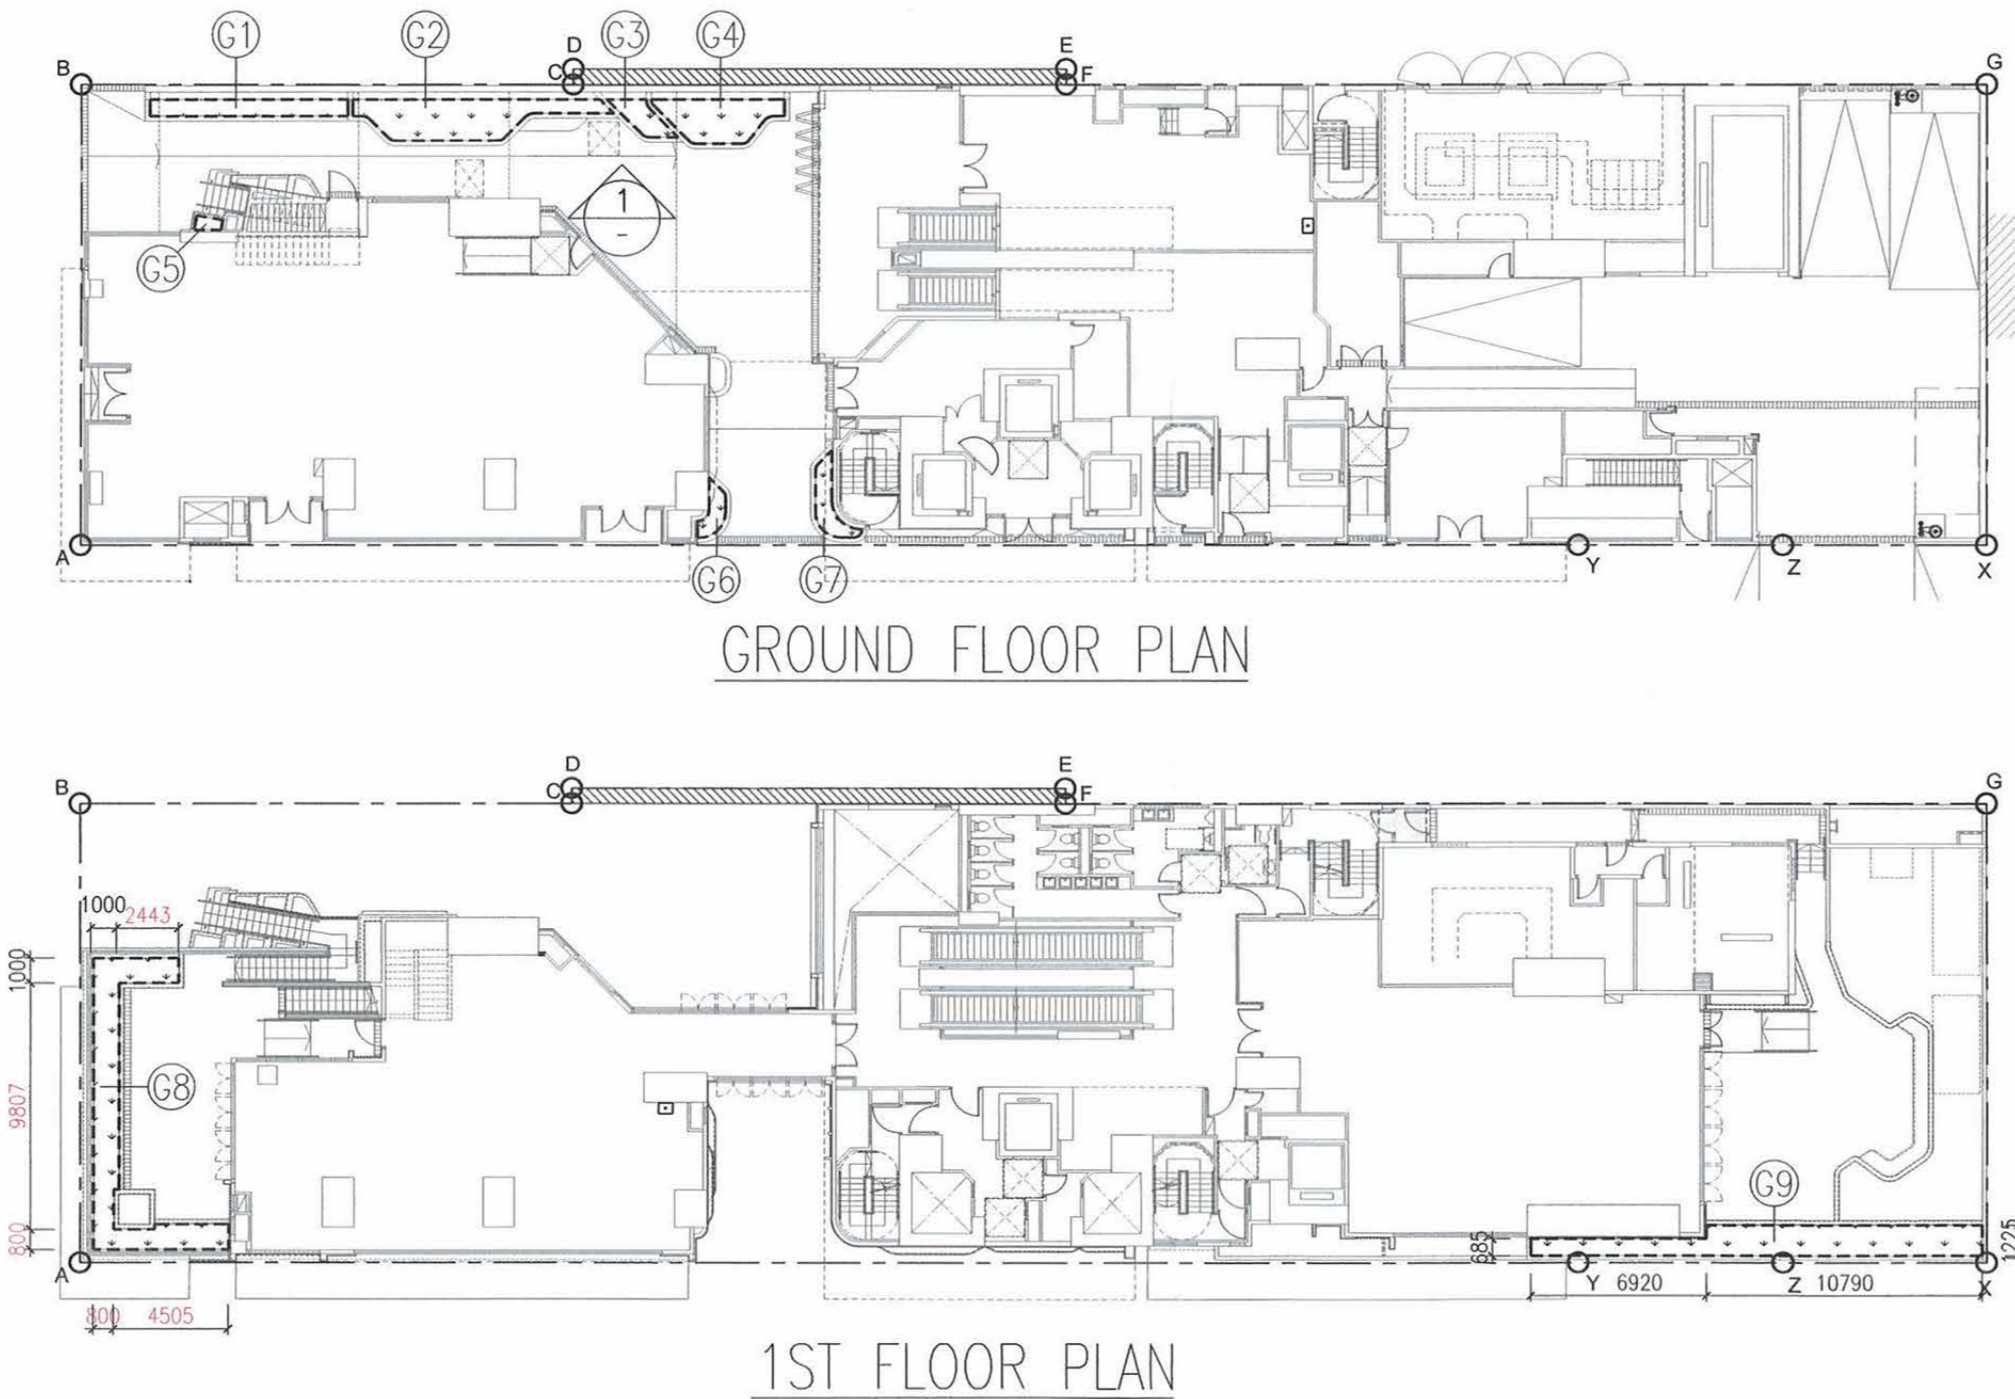 G1 G2 G3 G4
D E
B C F G
1
-
G5
A Y Z X
G6 G7
GROUND FLOOR PLAN
D E
B C F G
1000 2443
1000
G8
9807
G9
800
685
1225
A Y 6920 Z 10790 X
800 4505
1ST FLOOR PLAN